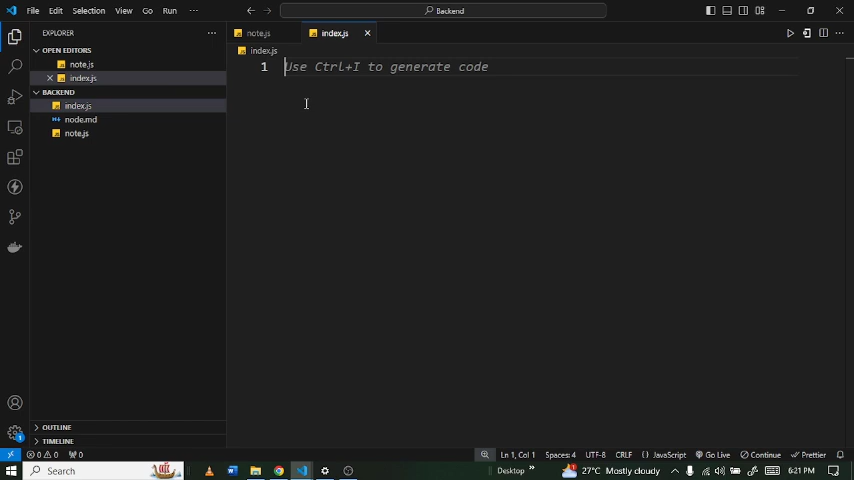 File Edit Selection View Go Run ··· Backend
EXPLORER ···
note.js
index.js
OPEN EDITORS
index.js
note.js
index.js
BACKEND
index.js
node.md
note.js
1 Use Ctrl+I to generate code
OUTLINE
TIMELINE
1
0 0 0 Ln 1, Col 1 Spaces: 4 UTF-8 CRLF {} JavaScript Go Live Continue Prettier
Search Desktop » 1 27°C Mostly cloudy 6:21 PM